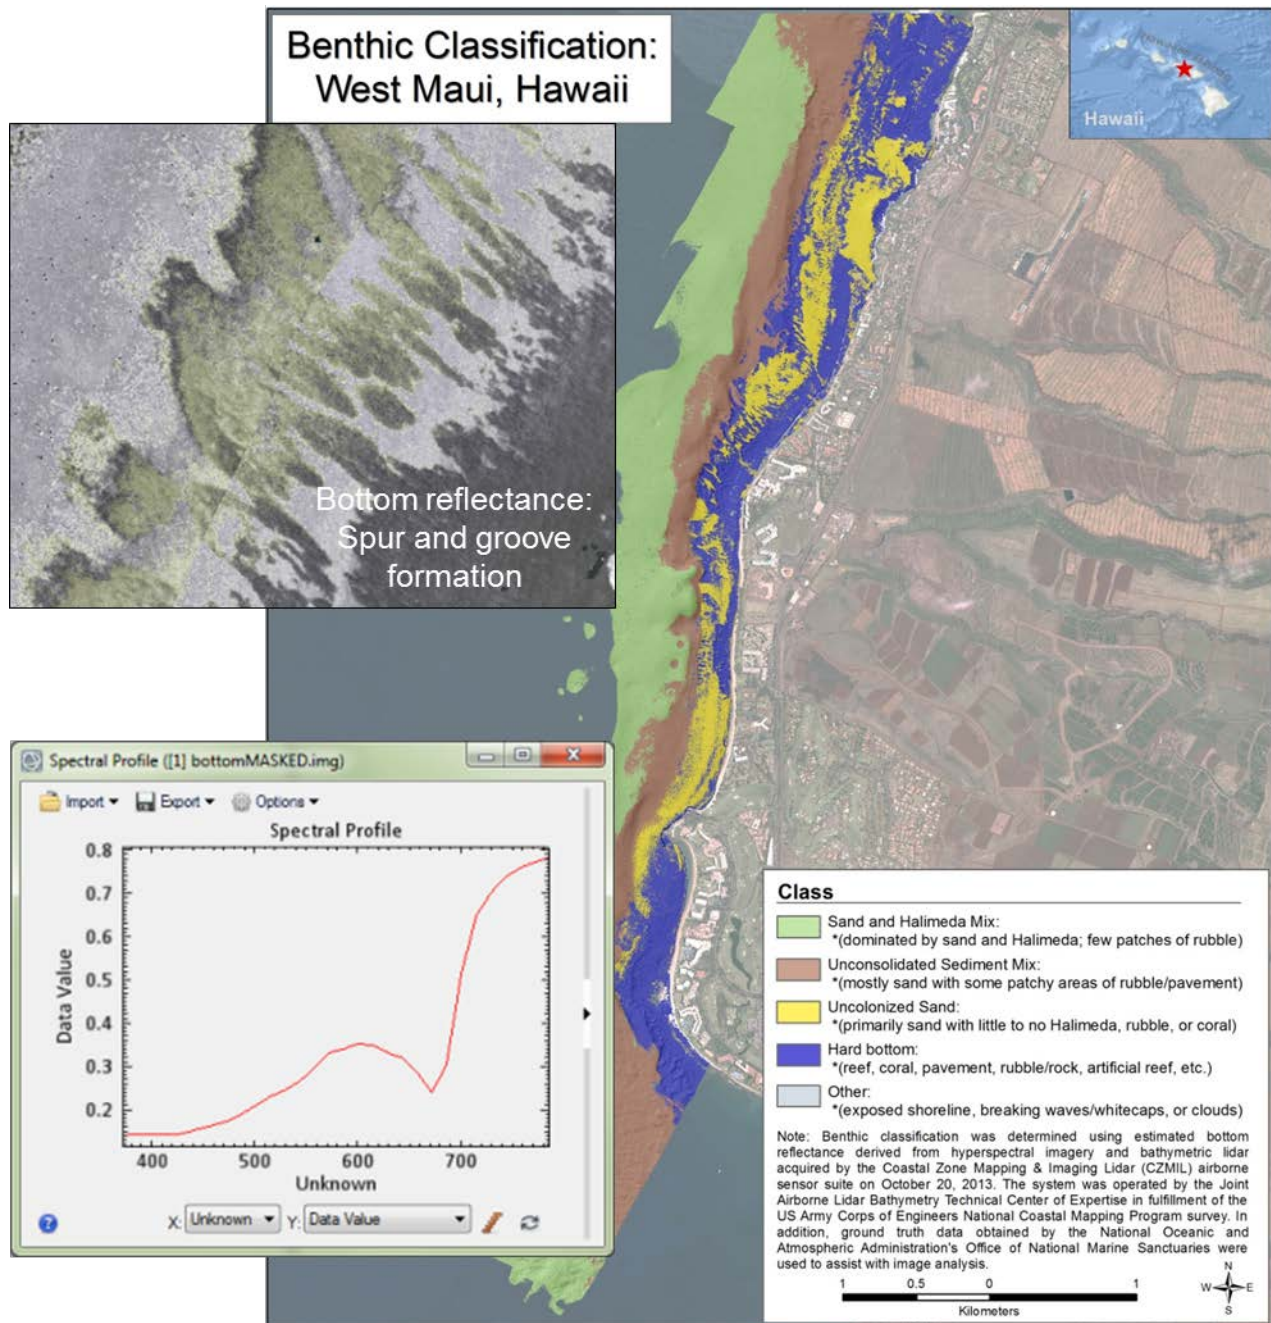 Benthic Classification:
West Maui, Hawaii
Hawaii
Bottom reflectance:
Spur and groove
formation
Spectral Profile ([1] bottomMASKED.img)
Import Export Options
Spectral Profile
Data Value
0.8
0.7
0.6
0.5
0.4
0.3
0.2
400 500 600 700
Unknown
X: Unknown Y: Data Value
Class
Sand and Halimeda Mix:
*(dominated by sand and Halimeda; few patches of rubble)
Unconsolidated Sediment Mix:
*(mostly sand with some patchy areas of rubble/pavement)
Uncolonized Sand:
*(primarily sand with little to no Halimeda, rubble, or coral)
Hard bottom:
*(reef, coral, pavement, rubble/rock, artificial reef, etc.)
Other:
*(exposed shoreline, breaking waves/whitecaps, or clouds)
Note: Benthic classification was determined using estimated bottom
reflectance derived from hyperspectral imagery and bathymetric lidar
acquired by the Coastal Zone Mapping & Imaging Lidar (CZMIL) airborne
sensor suite on October 20, 2013. The system was operated by the Joint
Airborne Lidar Bathymetry Technical Center of Expertise in fulfillment of the
US Army Corps of Engineers National Coastal Mapping Program survey. In
addition, ground truth data obtained by the National Oceanic and
Atmospheric Administration's Office of National Marine Sanctuaries were
used to assist with image analysis.
1 0.5 0 1
Kilometers
N
W E
S